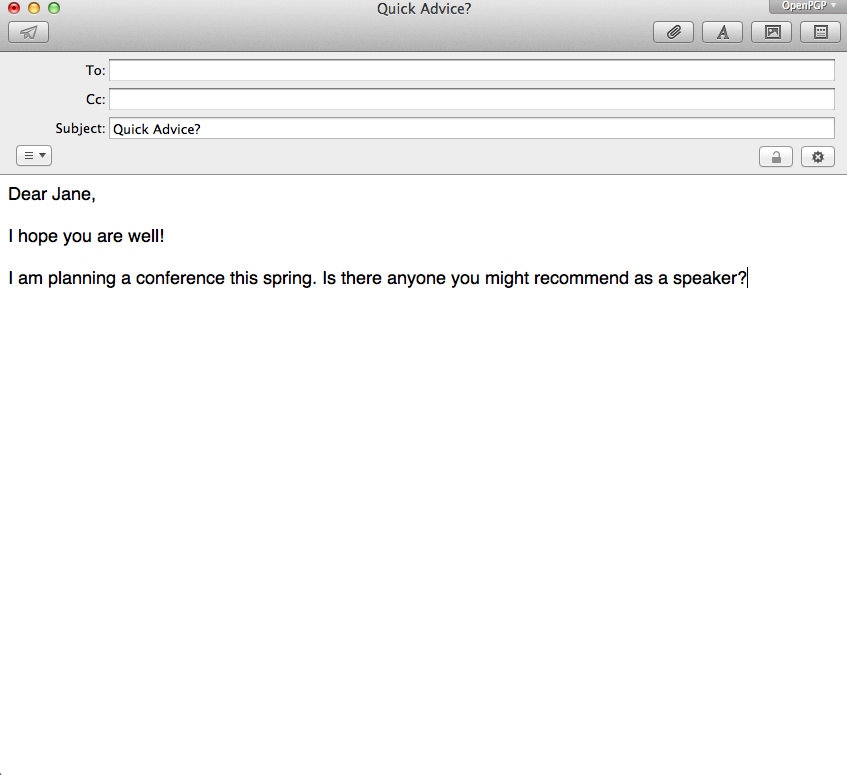 Quick Advice?
OpenPGP
To:
Cc:
Subject: Quick Advice?
Dear Jane,
I hope you are well!
I am planning a conference this spring. Is there anyone you might recommend as a speaker?